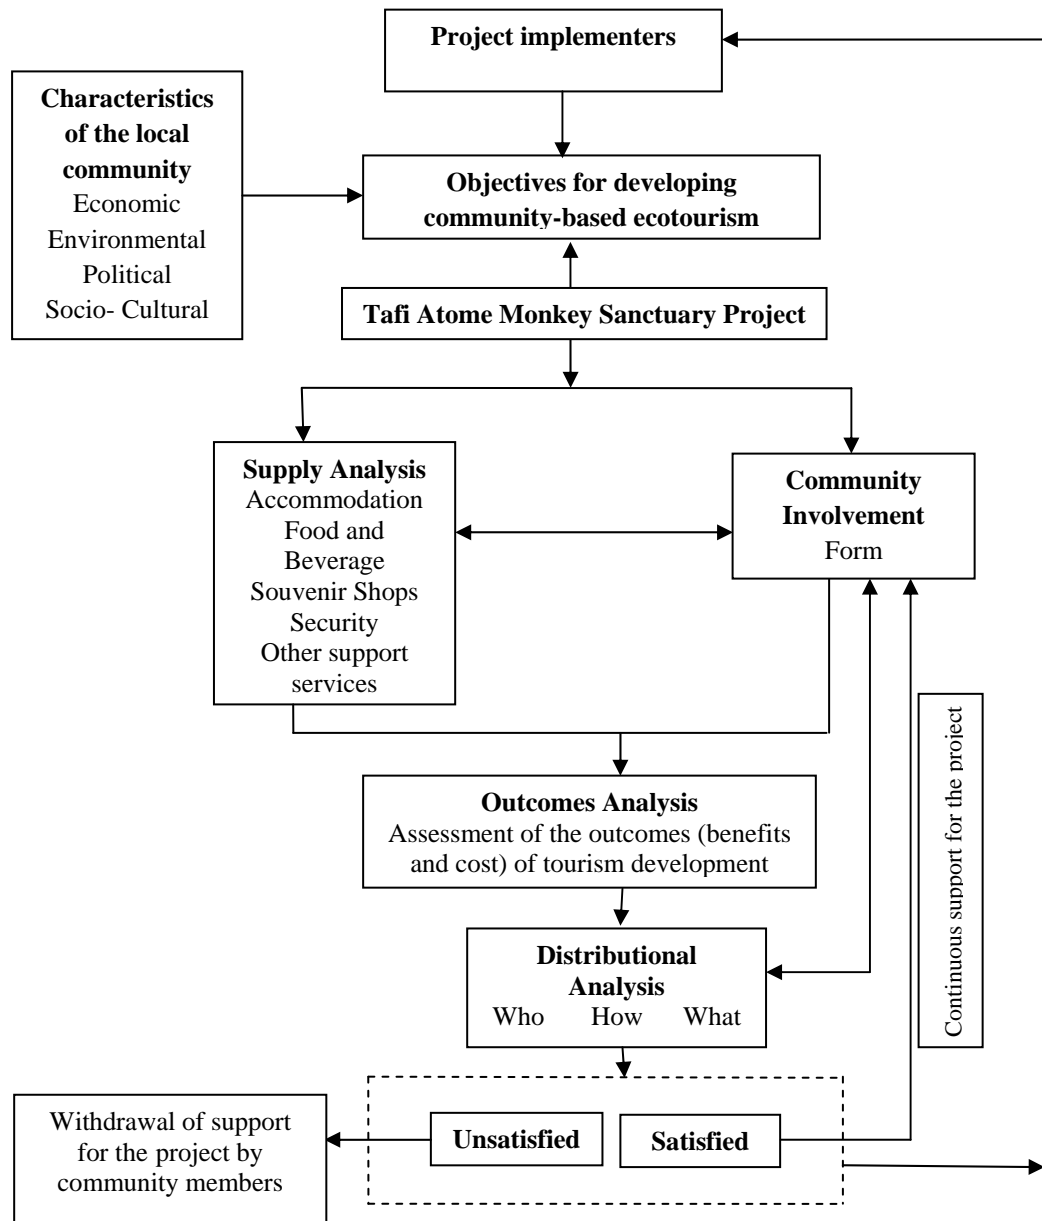 Project implementers
Characteristics
of the local
community
Economic
Environmental
Political
Socio- Cultural
Objectives for developing
community-based ecotourism
Tafi Atome Monkey Sanctuary Project
Supply Analysis
Accommodation
Food and
Beverage
Souvenir Shops
Security
Other support
services
Community
Involvement
Form
Outcomes Analysis
Assessment of the outcomes (benefits
and cost) of tourism development
Distributional
Analysis
Who How What
Continuous support for the project
Unsatisfied
Satisfied
Withdrawal of support
for the project by
community members